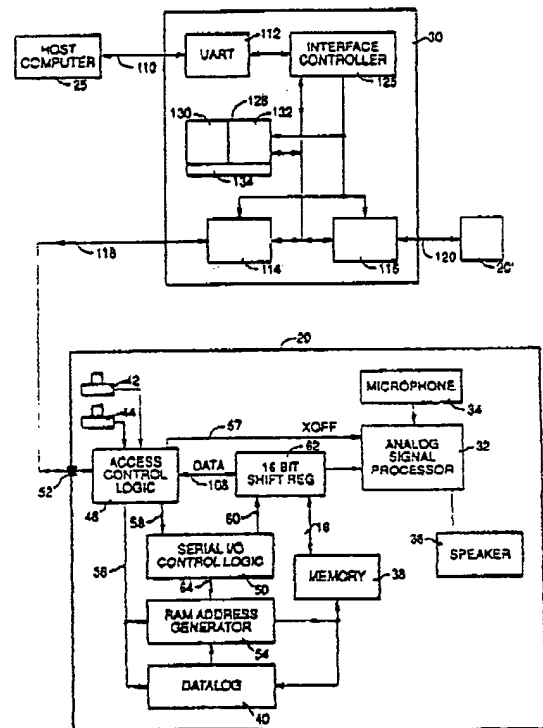 HOST
COMPUTER
25
110
112
UART
INTERFACE
CONTROLLER
125
30
128
130
132
134
118
114
116
120
20'
20
42
44
MICROPHONE
34
57
XOFF
62
ANALOG
SIGNAL
PROCESSOR
32
ACCESS
CONTROL
LOGIC
48
52
DATA
108
16 BIT
SHIFT REG
58
60
16
36
SPEAKER
56
SERIAL I/O
CONTROL LOGIC
50
MEMORY
38
64
RAM ADDRESS
GENERATOR
54
DATALOG
40